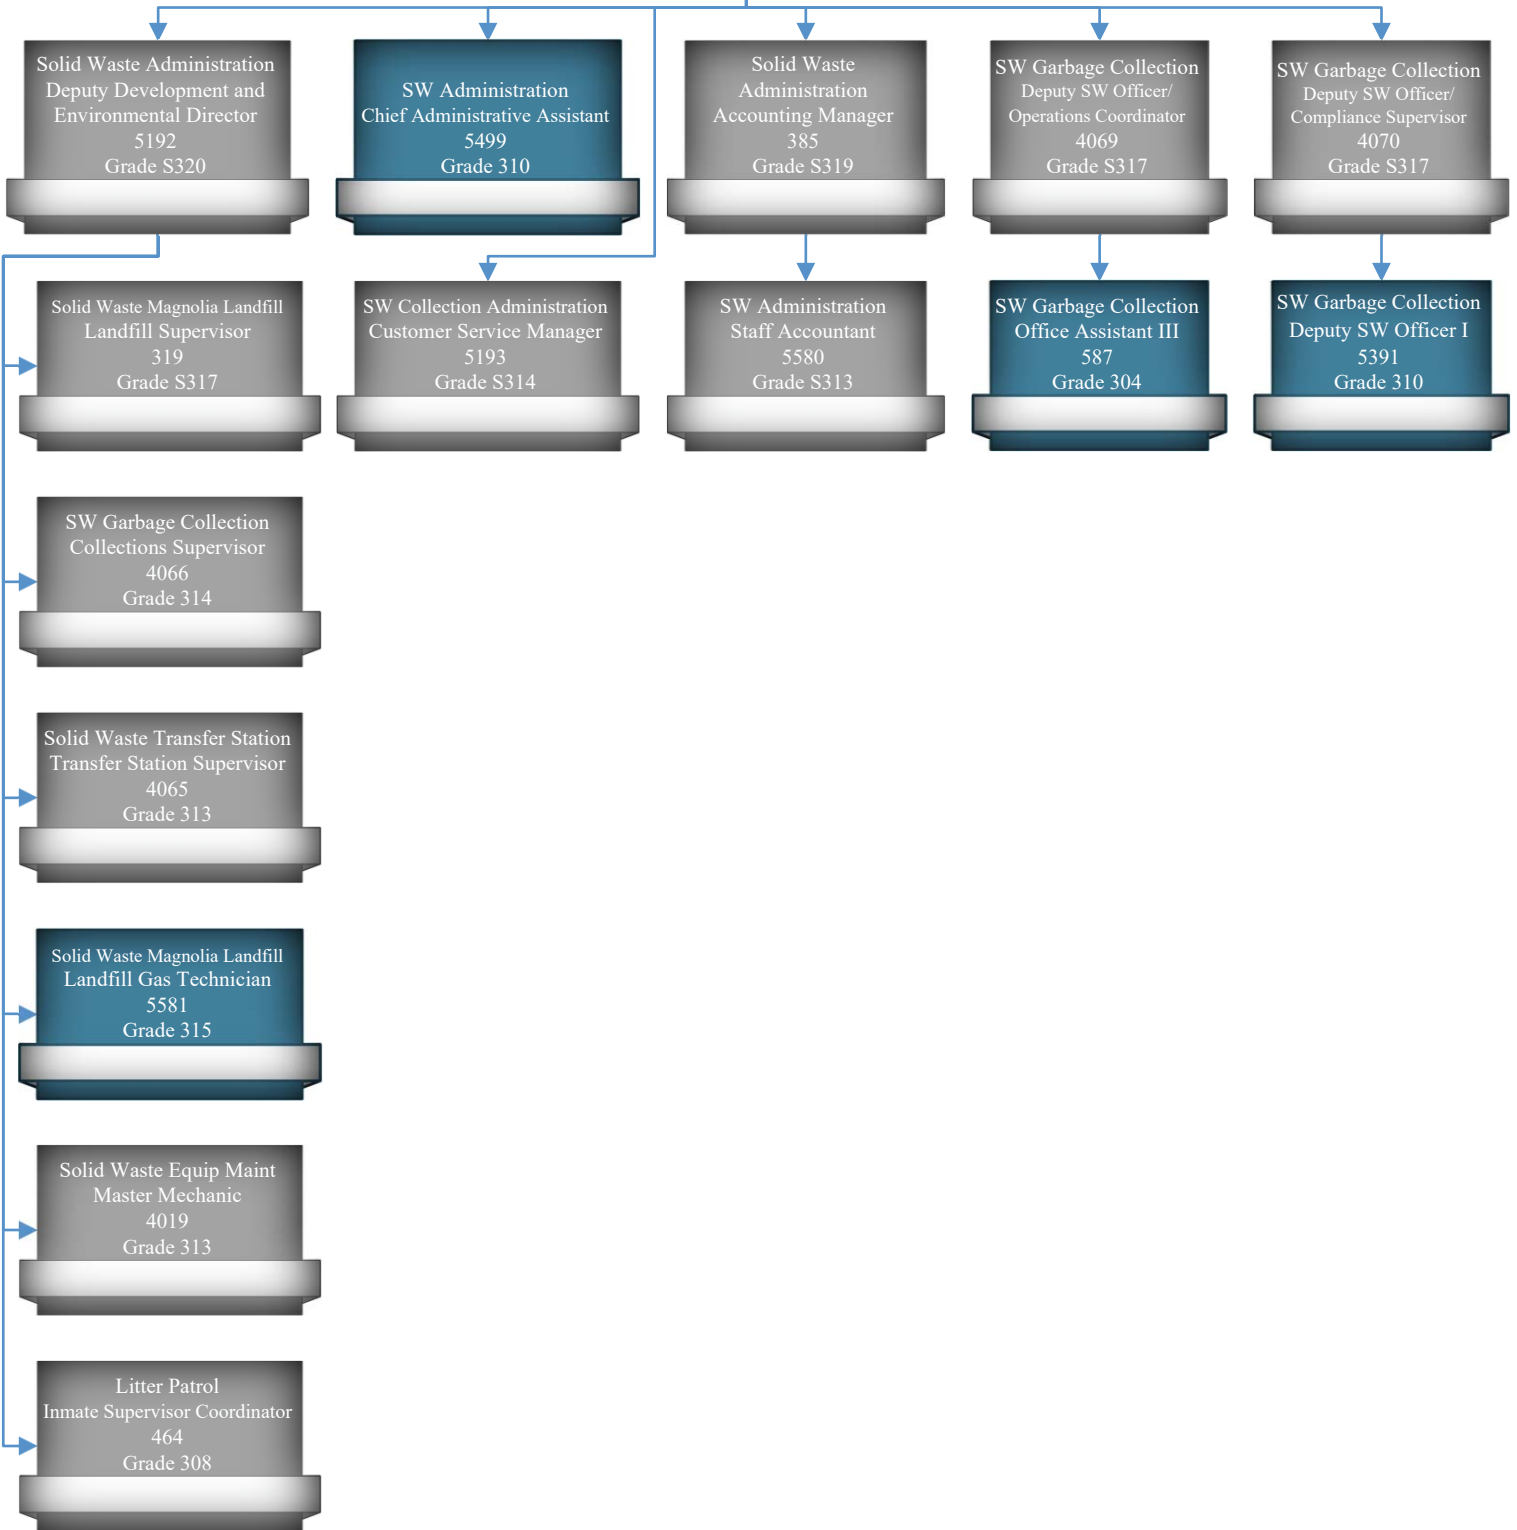 Solid Waste Administration
Deputy Development and
Environmental Director
5192
Grade S320
SW Administration
Chief Administrative Assistant
5499
Grade 310
Solid Waste
Administration
Accounting Manager
385
Grade S319
SW Garbage Collection
Deputy SW Officer/
Operations Coordinator
4069
Grade S317
SW Garbage Collection
Deputy SW Officer/
Compliance Supervisor
4070
Grade S317
Solid Waste Magnolia Landfill
Landfill Supervisor
319
Grade S317
SW Collection Administration
Customer Service Manager
5193
Grade S314
SW Administration
Staff Accountant
5580
Grade S313
SW Garbage Collection
Office Assistant III
587
Grade 304
SW Garbage Collection
Deputy SW Officer I
5391
Grade 310
SW Garbage Collection
Collections Supervisor
4066
Grade 314
Solid Waste Transfer Station
Transfer Station Supervisor
4065
Grade 313
Solid Waste Magnolia Landfill
Landfill Gas Technician
5581
Grade 315
Solid Waste Equip Maint
Master Mechanic
4019
Grade 313
Litter Patrol
Inmate Supervisor Coordinator
464
Grade 308